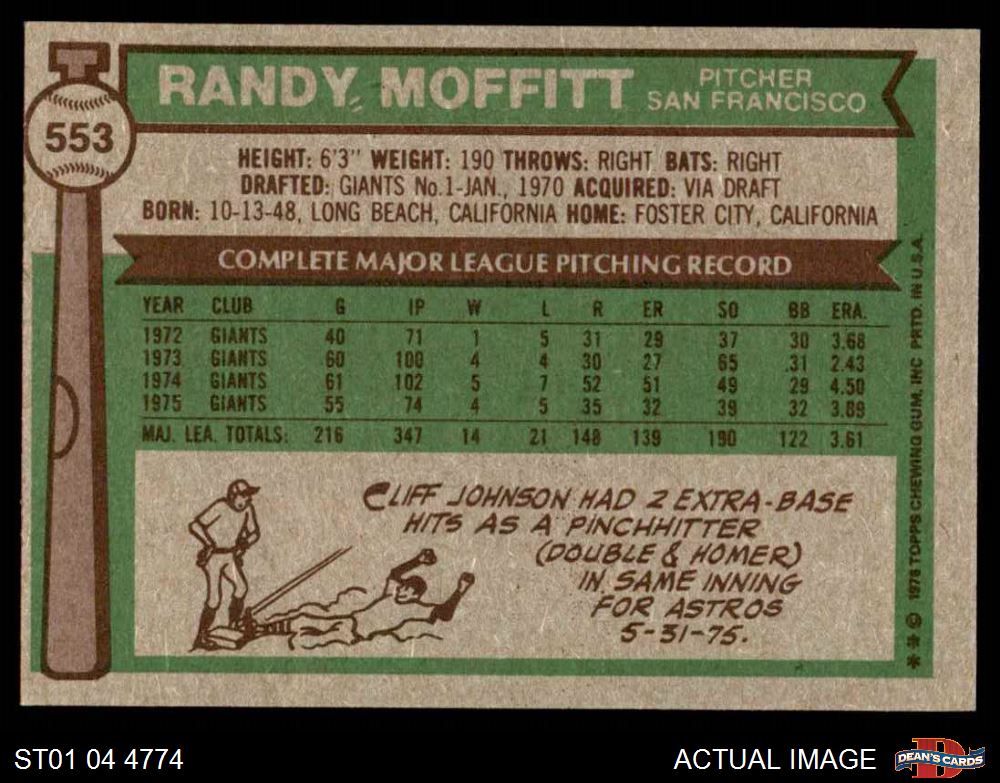 553
RANDY MOFFITT
PITCHER
SAN FRANCISCO
HEIGHT: 6'3" WEIGHT: 190 THROWS: RIGHT BATS: RIGHT
DRAFTED: GIANTS No.1-JAN., 1970 ACQUIRED: VIA DRAFT
BORN: 10-13-48, LONG BEACH, CALIFORNIA HOME: FOSTER CITY, CALIFORNIA
COMPLETE MAJOR LEAGUE PITCHING RECORD
YEAR CLUB G IP W L R ER SO BB ERA.
1972 GIANTS 40 71 1 5 31 29 37 30 3.68
1973 GIANTS 60 100 4 4 30 27 65 31 2.43
1974 GIANTS 61 102 5 7 52 51 49 29 4.50
1975 GIANTS 55 74 4 5 35 32 39 32 3.89
MAJ. LEA. TOTALS: 216 347 14 21 148 139 190 122 3.61
CLIFF JOHNSON HAD 2 EXTRA-BASE
HITS AS A PINCHHITTER
(DOUBLE & HOMER)
IN SAME INNING
FOR ASTROS
5-31-75.
** © 1976 TOPPS CHEWING GUM, INC PRTD. IN U.S.A.
ST01 04 4774
ACTUAL IMAGE
D
DEAN'S CARDS